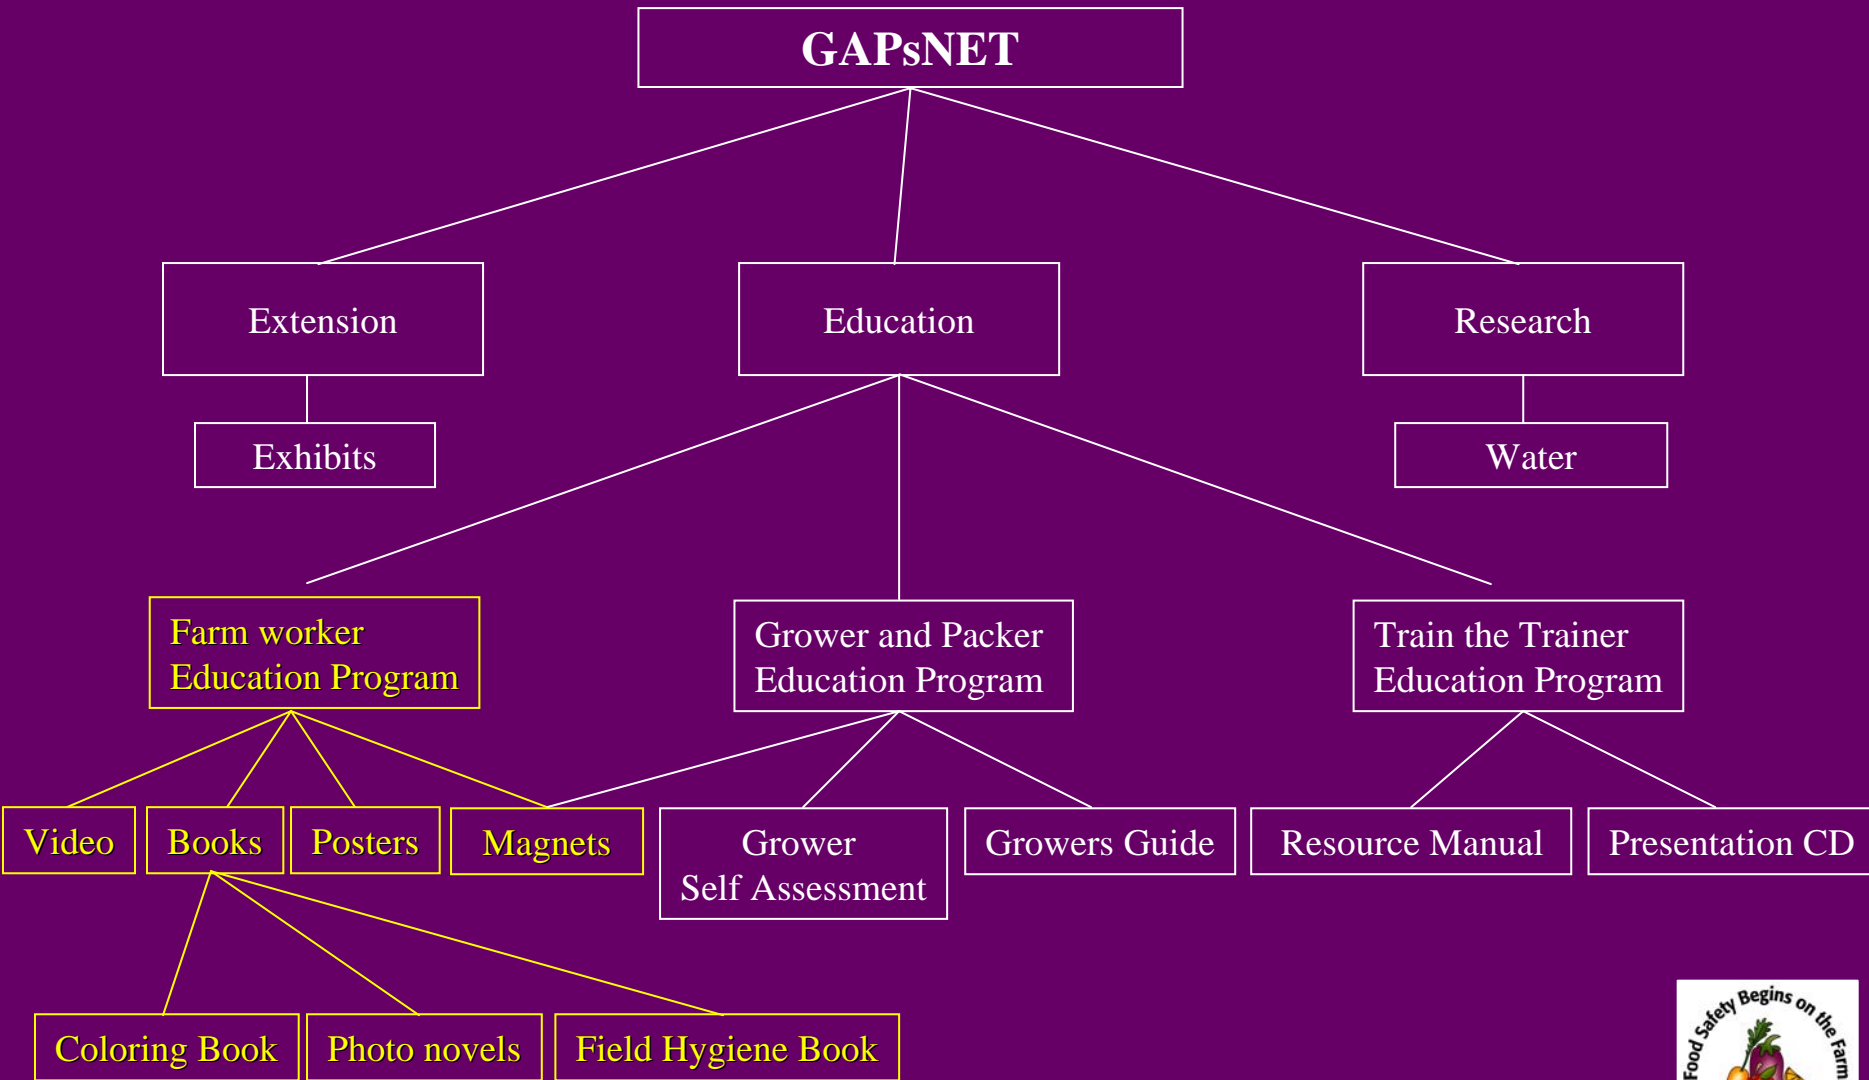 GAPsNET
Extension
Education
Research
Exhibits
Water
Farm worker
Education Program
Grower and Packer
Education Program
Train the Trainer
Education Program
Video
Books
Posters
Magnets
Grower
Self Assessment
Growers Guide
Resource Manual
Presentation CD
Coloring Book
Photo novels
Field Hygiene Book
Food Safety Begins on the Farm